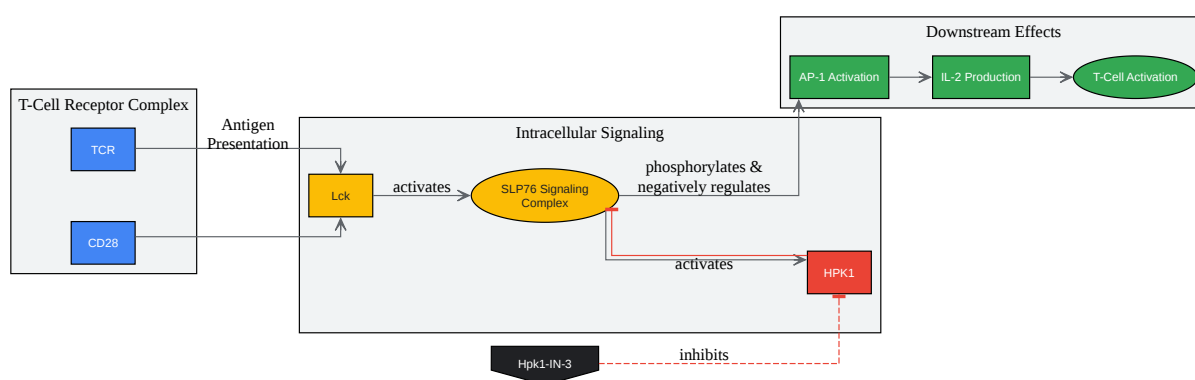 Downstream Effects
AP-1 Activation
IL-2 Production
T-Cell Activation
T-Cell Receptor Complex
TCR
CD28
Antigen
Presentation
Intracellular Signaling
Lck
activates
SLP76 Signaling
Complex
phosphorylates &
negatively regulates
activates
HPK1
Hpk1-IN-3
inhibits